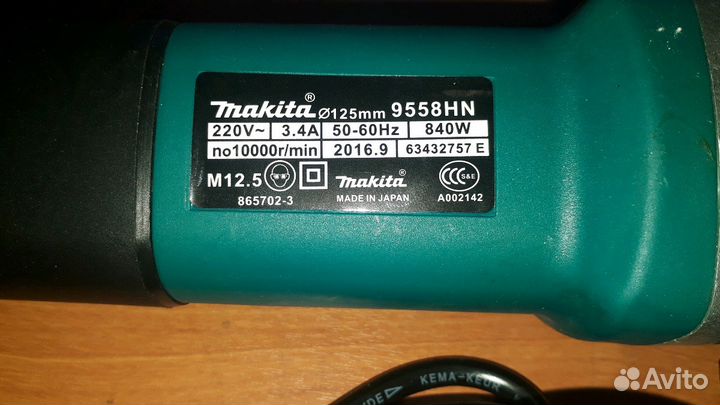 makita® Ø125mm 9558HN
220V~ 3.4A 50-60Hz 840W
no10000r/min 2016.9 63432757 E
M12.5 makita CCC S&E
865702-3 MADE IN JAPAN A002142
KEMA-KEUR
Avito